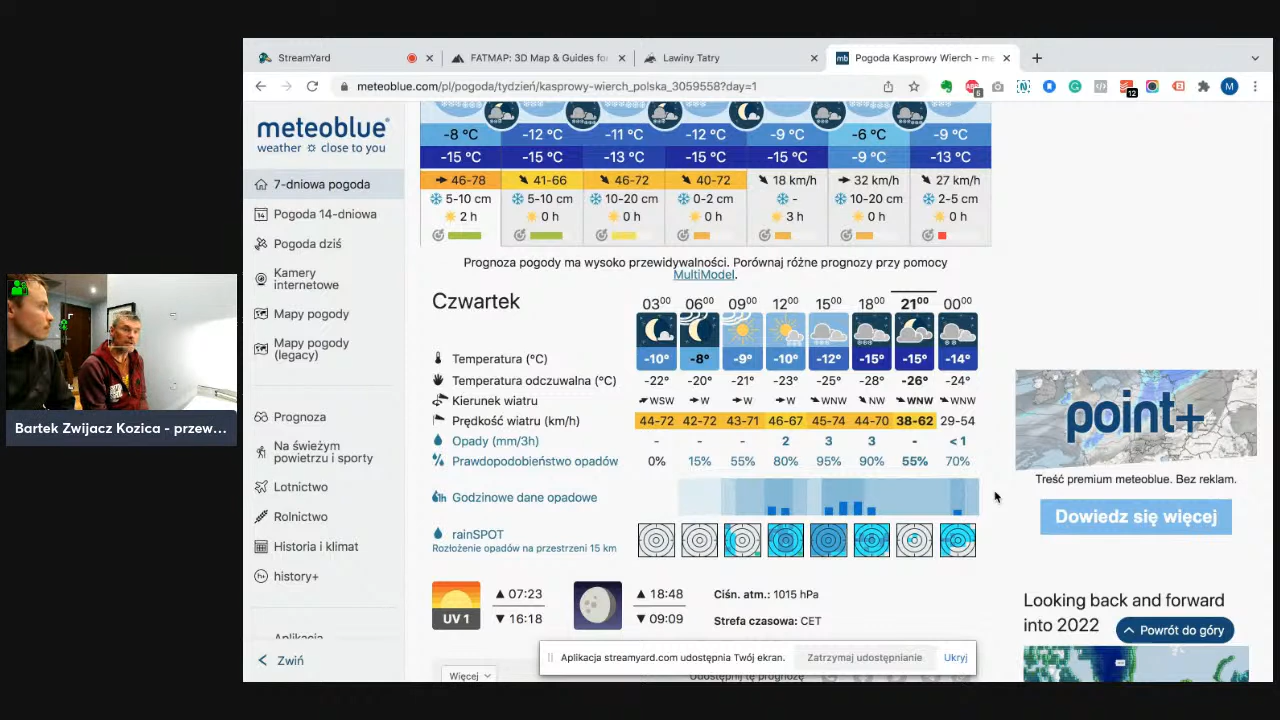 StreamYard
FATMAP: 3D Map & Guides for
Lawiny Tatry
mb Pogoda Kasprowy Wierch - me
meteoblue.com/pl/pogoda/tydzień/kasprowy-wierch_polska_3059558?day=1
6
12
M
meteoblue®
weather close to you
7-dniowa pogoda
14 Pogoda 14-dniowa
Pogoda dziś
Kamery
internetowe
Mapy pogody
Mapy pogody
(legacy)
Prognoza
Na świeżym
powietrzu i sporty
Lotnictwo
Rolnictwo
Historia i klimat
history+
Aplikacja
Zwiń
-8 °C -12 °C -11 °C -12 °C -9 °C -6 °C -9 °C
-15 °C -15 °C -13 °C -15 °C -15 °C -9 °C -13 °C
46-78 41-66 46-72 40-72 18 km/h 32 km/h 27 km/h
5-10 cm 5-10 cm 10-20 cm 0-2 cm - 10-20 cm 2-5 cm
2 h 0 h 0 h 0 h 3 h 0 h 0 h
Prognoza pogody ma wysoko przewidywalności. Porównaj różne prognozy przy pomocy
MultiModel.
Czwartek
03⁰⁰ 06⁰⁰ 09⁰⁰ 12⁰⁰ 15⁰⁰ 18⁰⁰ 21⁰⁰ 00⁰⁰
Temperatura (°C) -10° -8° -9° -10° -12° -15° -15° -14°
Temperatura odczuwalna (°C) -22° -20° -21° -23° -25° -28° -26° -24°
Kierunek wiatru WSW W W W WNW NW WNW WNW
Prędkość wiatru (km/h) 44-72 42-72 43-71 46-67 45-74 44-70 38-62 29-54
Opady (mm/3h) - - - 2 3 3 - < 1
Prawdopodobieństwo opadów 0% 15% 55% 80% 95% 90% 55% 70%
Godzinowe dane opadowe
rainSPOT
Rozłożenie opadów na przestrzeni 15 km
UV 1
07:23
16:18
18:48
09:09
Ciśn. atm.: 1015 hPa
Strefa czasowa: CET
Aplikacja streamyard.com udostępnia Twój ekran.
Zatrzymaj udostępnianie
Ukryj
Więcej
Udostępnij tę prognozę
point+
Treść premium meteoblue. Bez reklam.
Dowiedz się więcej
Looking back and forward
into 2022
Powrót do góry
Bartek Zwijacz Kozica - przew...